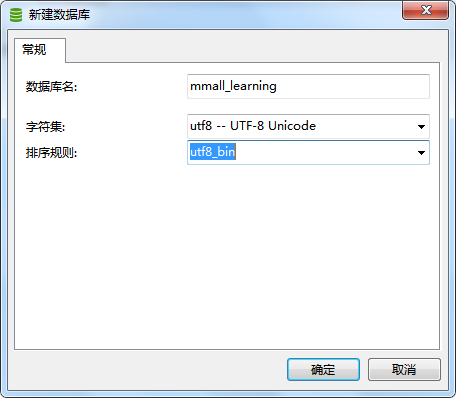 新建数据库
常规
数据库名: mmall_learning
字符集: utf8 -- UTF-8 Unicode
排序规则: utf8_bin
确定 取消